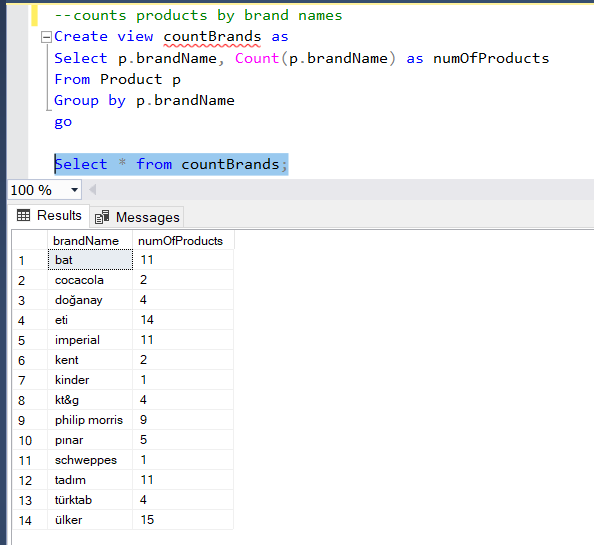 --counts products by brand names
Create view countBrands as
Select p.brandName, Count(p.brandName) as numOfProducts
From Product p
Group by p.brandName
go
Select * from countBrands;
100 %
Results Messages
brandName numOfProducts
1 bat 11
2 cocacola 2
3 doğanay 4
4 eti 14
5 imperial 11
6 kent 2
7 kinder 1
8 kt&g 4
9 philip morris 9
10 pınar 5
11 schweppes 1
12 tadım 11
13 türktab 4
14 ülker 15